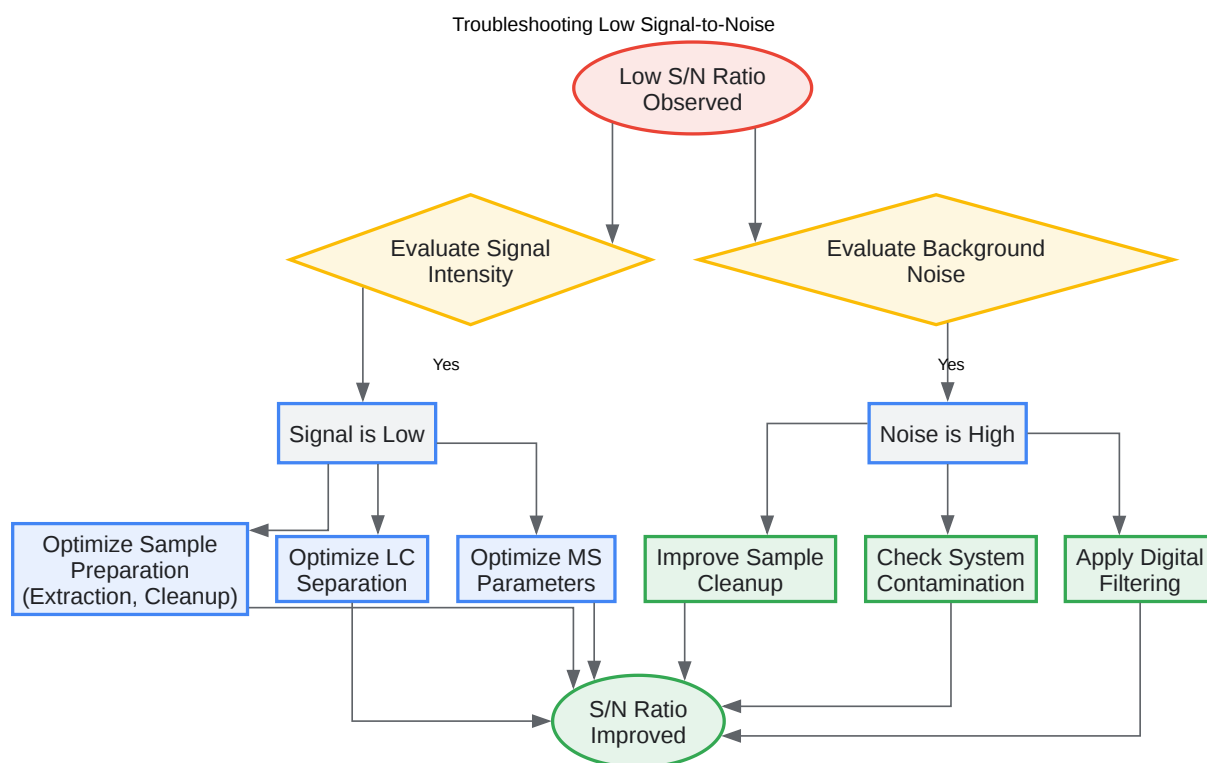 Troubleshooting Low Signal-to-Noise
Low S/N Ratio
Observed
Evaluate Signal
Intensity
Evaluate Background
Noise
Yes
Yes
Signal is Low
Noise is High
Optimize Sample
Preparation
(Extraction, Cleanup)
Optimize LC
Separation
Optimize MS
Parameters
Improve Sample
Cleanup
Check System
Contamination
Apply Digital
Filtering
S/N Ratio
Improved